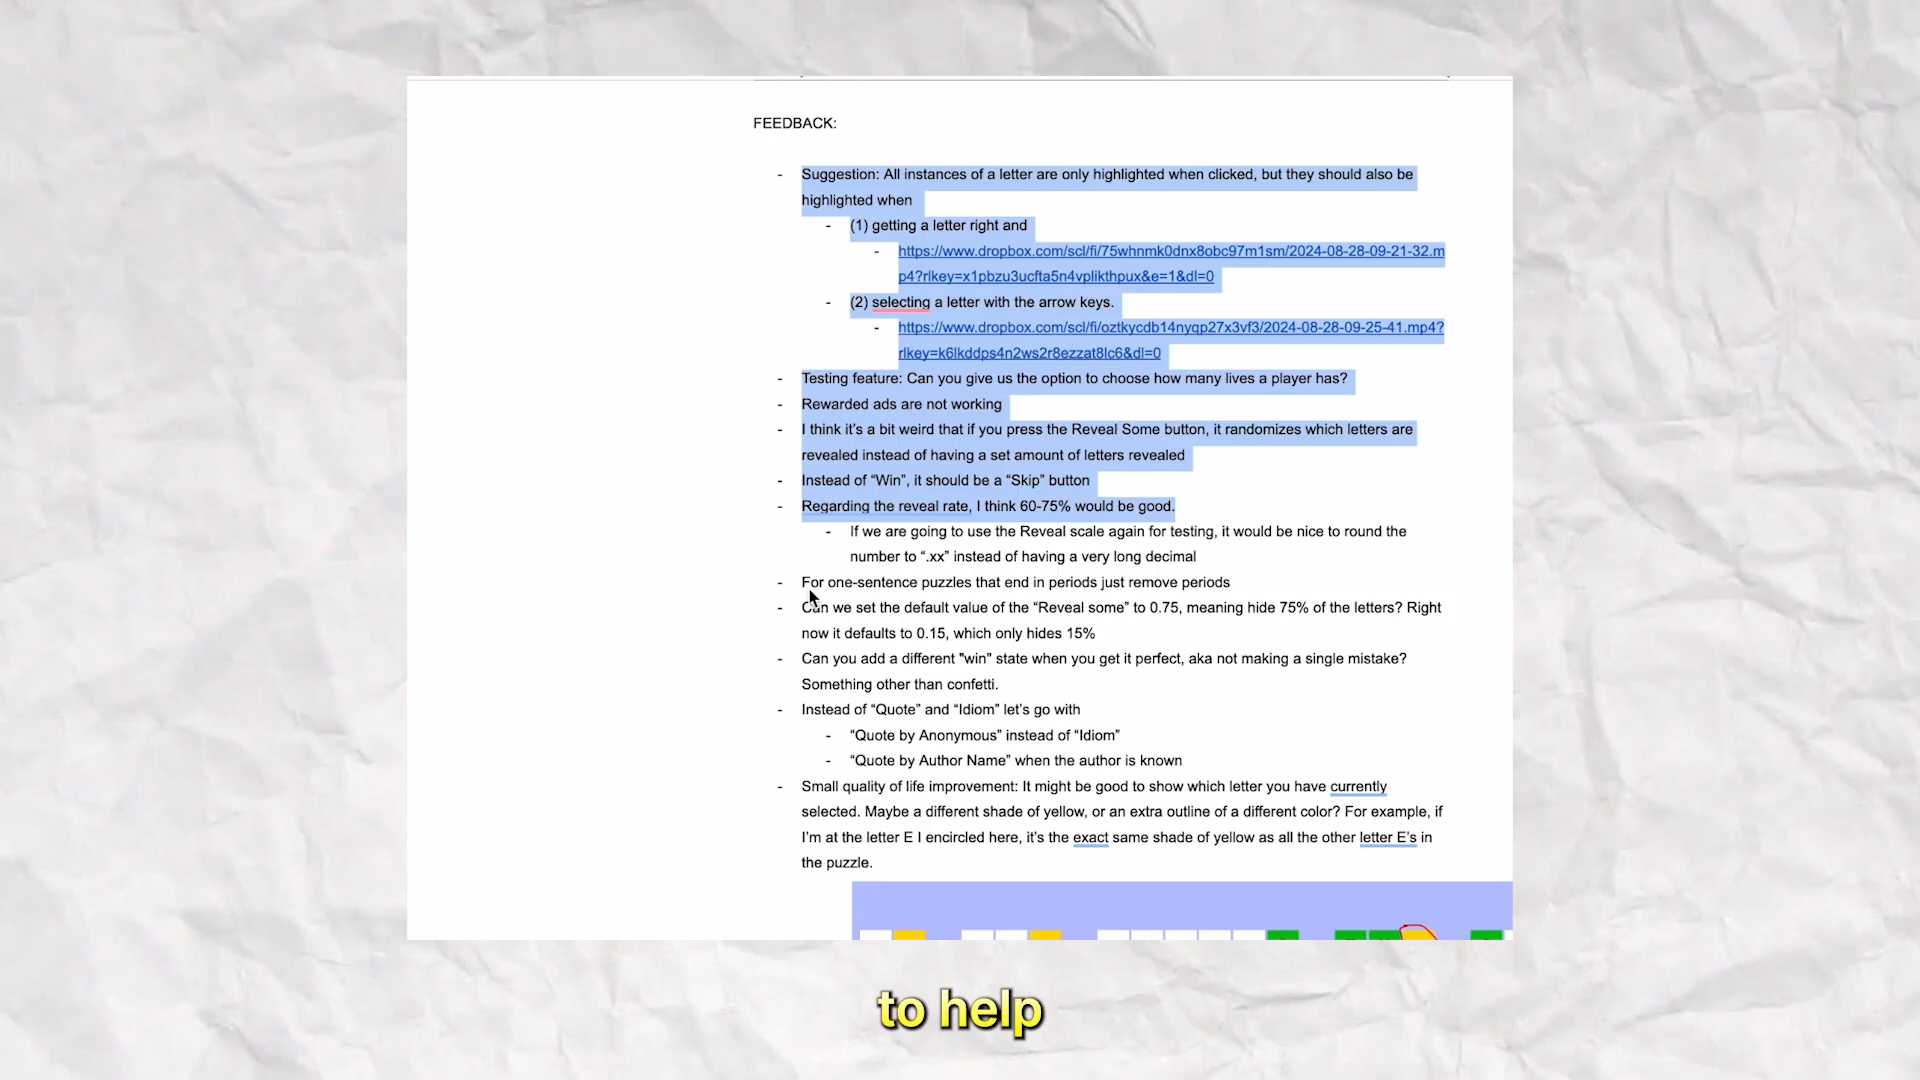 FEEDBACK:
- Suggestion: All instances of a letter are only highlighted when clicked, but they should also be
highlighted when
- (1) getting a letter right and
- https://www.dropbox.com/scl/fi/75whnmk0dnx8obc97m1sm/2024-08-28-09-21-32.m
p4?rlkey=x1pbzu3ucfta5n4vplikthpux&e=1&dl=0
- (2) selecting a letter with the arrow keys.
- https://www.dropbox.com/scl/fi/oztkycdb14nyqp27x3vf3/2024-08-28-09-25-41.mp4?
rlkey=k6lkddps4n2ws2r8ezzat8lc6&dl=0
- Testing feature: Can you give us the option to choose how many lives a player has?
- Rewarded ads are not working
- I think it’s a bit weird that if you press the Reveal Some button, it randomizes which letters are
revealed instead of having a set amount of letters revealed
- Instead of “Win”, it should be a “Skip” button
- Regarding the reveal rate, I think 60-75% would be good.
- If we are going to use the Reveal scale again for testing, it would be nice to round the
number to “.xx” instead of having a very long decimal
- For one-sentence puzzles that end in periods just remove periods
- Can we set the default value of the “Reveal some” to 0.75, meaning hide 75% of the letters? Right
now it defaults to 0.15, which only hides 15%
- Can you add a different "win" state when you get it perfect, aka not making a single mistake?
Something other than confetti.
- Instead of “Quote” and “Idiom” let’s go with
- “Quote by Anonymous” instead of “Idiom”
- “Quote by Author Name” when the author is known
- Small quality of life improvement: It might be good to show which letter you have currently
selected. Maybe a different shade of yellow, or an extra outline of a different color? For example, if
I’m at the letter E I encircled here, it’s the exact same shade of yellow as all the other letter E’s in
the puzzle.
to help